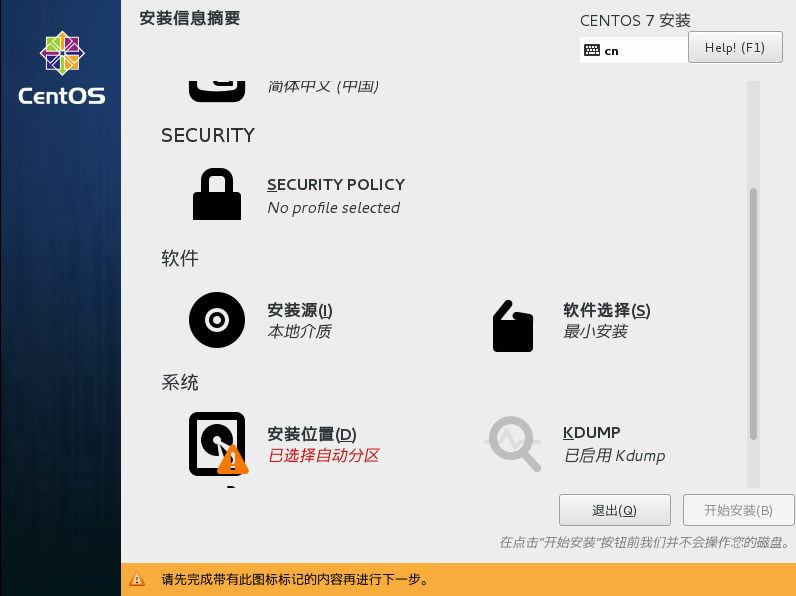 安装信息摘要
CENTOS 7 安装
cn
Help! (F1)
CentOS
简体中文 (中国)
SECURITY
SECURITY POLICY
No profile selected
软件
安装源(I)
本地介质
软件选择(S)
最小安装
系统
安装位置(D)
已选择自动分区
KDUMP
已启用 Kdump
退出(Q)
开始安装(B)
在点击"开始安装"按钮前我们并不会操作您的磁盘。
请先完成带有此图标标记的内容再进行下一步。